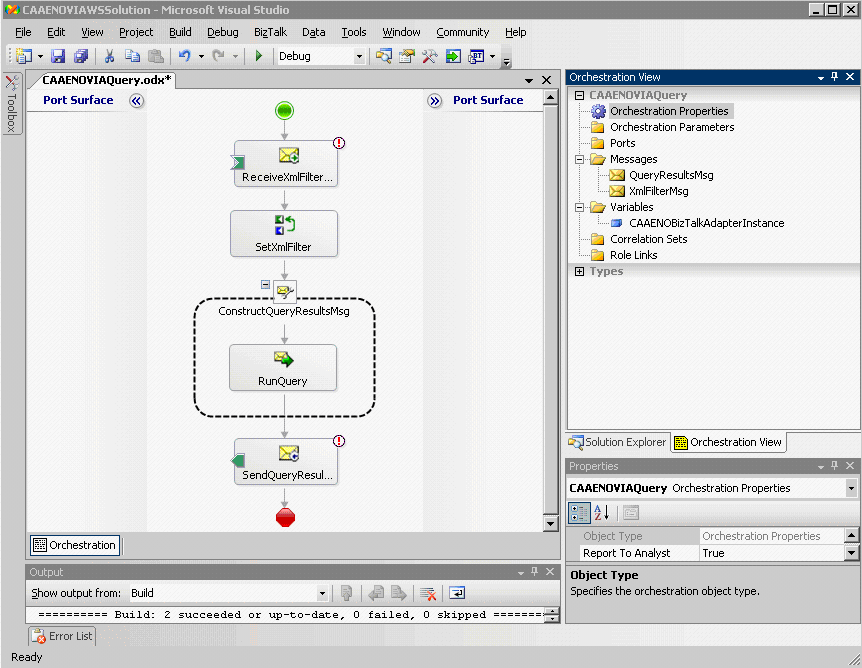 CAAENOVIAWSSolution - Microsoft Visual Studio
File Edit View Project Build Debug BizTalk Data Tools Window Community Help
Debug
Toolbox
CAAENOVIAQuery.odx*
Port Surface
Port Surface
ReceiveXmlFilter...
SetXmlFilter
ConstructQueryResultsMsg
RunQuery
SendQueryResul...
Orchestration
Orchestration View
CAAENOVIAQuery
Orchestration Properties
Orchestration Parameters
Ports
Messages
QueryResultsMsg
XmlFilterMsg
Variables
CAAENOBizTalkAdapterInstance
Correlation Sets
Role Links
Types
Solution Explorer
Orchestration View
Properties
CAAENOVIAQuery Orchestration Properties
Object Type Orchestration Properties
Report To Analyst True
Object Type
Specifies the orchestration object type.
Output
Show output from: Build
========== Build: 2 succeeded or up-to-date, 0 failed, 0 skipped =======
Error List
Ready